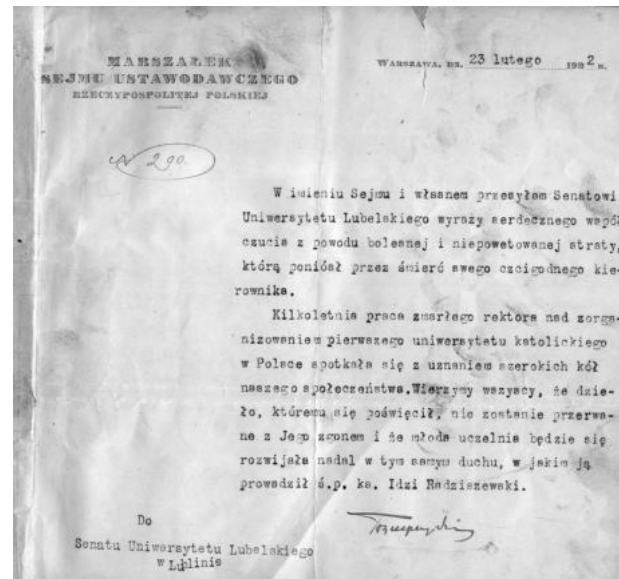 MARSZAŁEK
SEJMU USTAWODAWCZEGO
RZECZYPOSPOLITEJ POLSKIEJ
WARSZAWA, DN. 23 lutego 1922 R.
N 290.
W imieniu Sejmu i własnem przesyłam Senatowi
Uniwersytetu Lubelskiego wyrazy serdecznego współ
czucia z powodu bolesnej i niepowetowanej straty,
którą poniósł przez śmierć swego czcigodnego kie-
rownika.
Kilkoletnia praca zmarłego rektora nad zorga-
nizowaniem pierwszego uniwersytetu katolickiego
w Polsce spotkała się z uznaniem szerokich kół
naszego społeczeństwa.Wierzymy wszyscy, że dzie-
ło, któremu się poświęcił, nie zostanie przerwa-
ne z Jego zgonem i że młoda uczelnia będzie się
rozwijała nadal w tym samym duchu, w jakim ją
prowadził ś.p. ks. Idzi Radziszewski.
Do
Senatu Uniwersytetu Lubelskiego
w Lublinie